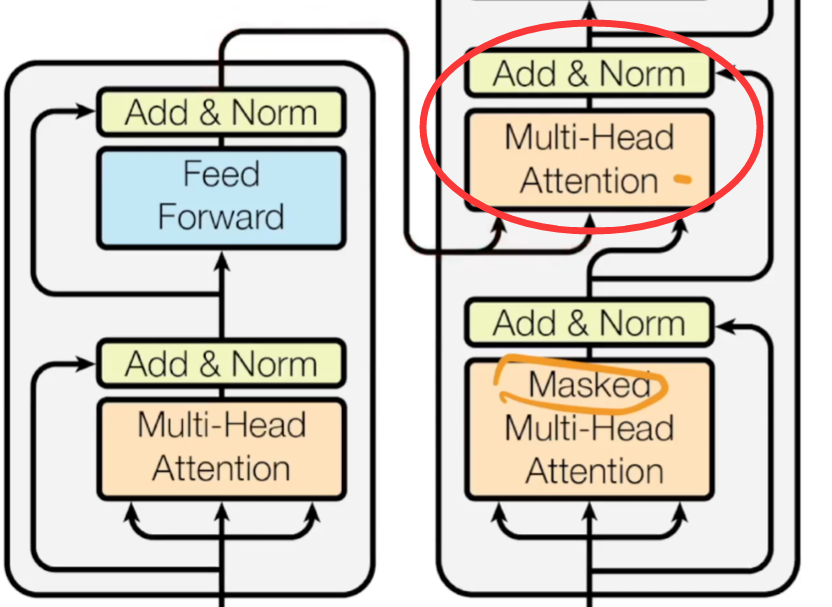 Add & Norm
Feed
Forward
Add & Norm
Multi-Head
Attention
Add & Norm
Multi-Head
Attention
Add & Norm
Masked
Multi-Head
Attention